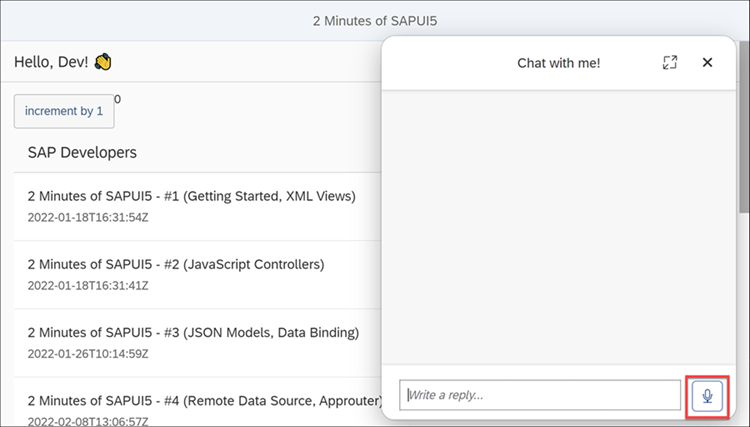 2 Minutes of SAPUI5
Hello, Dev! 👋
increment by 1
0
SAP Developers
2 Minutes of SAPUI5 - #1 (Getting Started, XML Views)
2022-01-18T16:31:54Z
2 Minutes of SAPUI5 - #2 (JavaScript Controllers)
2022-01-18T16:31:41Z
2 Minutes of SAPUI5 - #3 (JSON Models, Data Binding)
2022-01-26T10:14:59Z
2 Minutes of SAPUI5 - #4 (Remote Data Source, Approuter)
2022-02-08T13:06:57Z
Chat with me!
Write a reply...